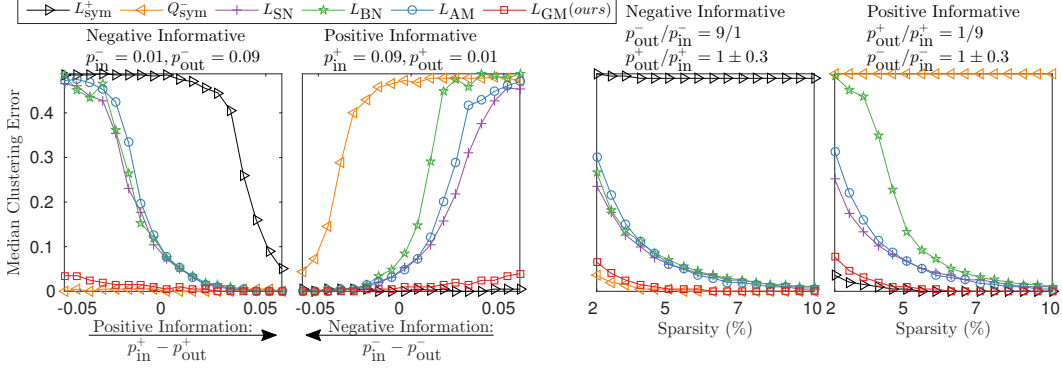 L⁺sym Q⁻sym L_SN L_BN L_AM L_GM(ours)
Negative Informative
p⁻in = 0.01, p⁻out = 0.09
Positive Informative
p⁺in = 0.09, p⁺out = 0.01
Negative Informative
p⁻out/p⁻in = 9/1
p⁺out/p⁺in = 1 ± 0.3
Positive Informative
p⁺out/p⁺in = 1/9
p⁻out/p⁻in = 1 ± 0.3
Median Clustering Error
0.4
0.3
0.2
0.1
0
-0.05 0 0.05
-0.05 0 0.05
2 5 7 10
2 5 7 10
Positive Information:
p⁺in − p⁺out
Negative Information:
p⁻in − p⁻out
Sparsity (%)
Sparsity (%)